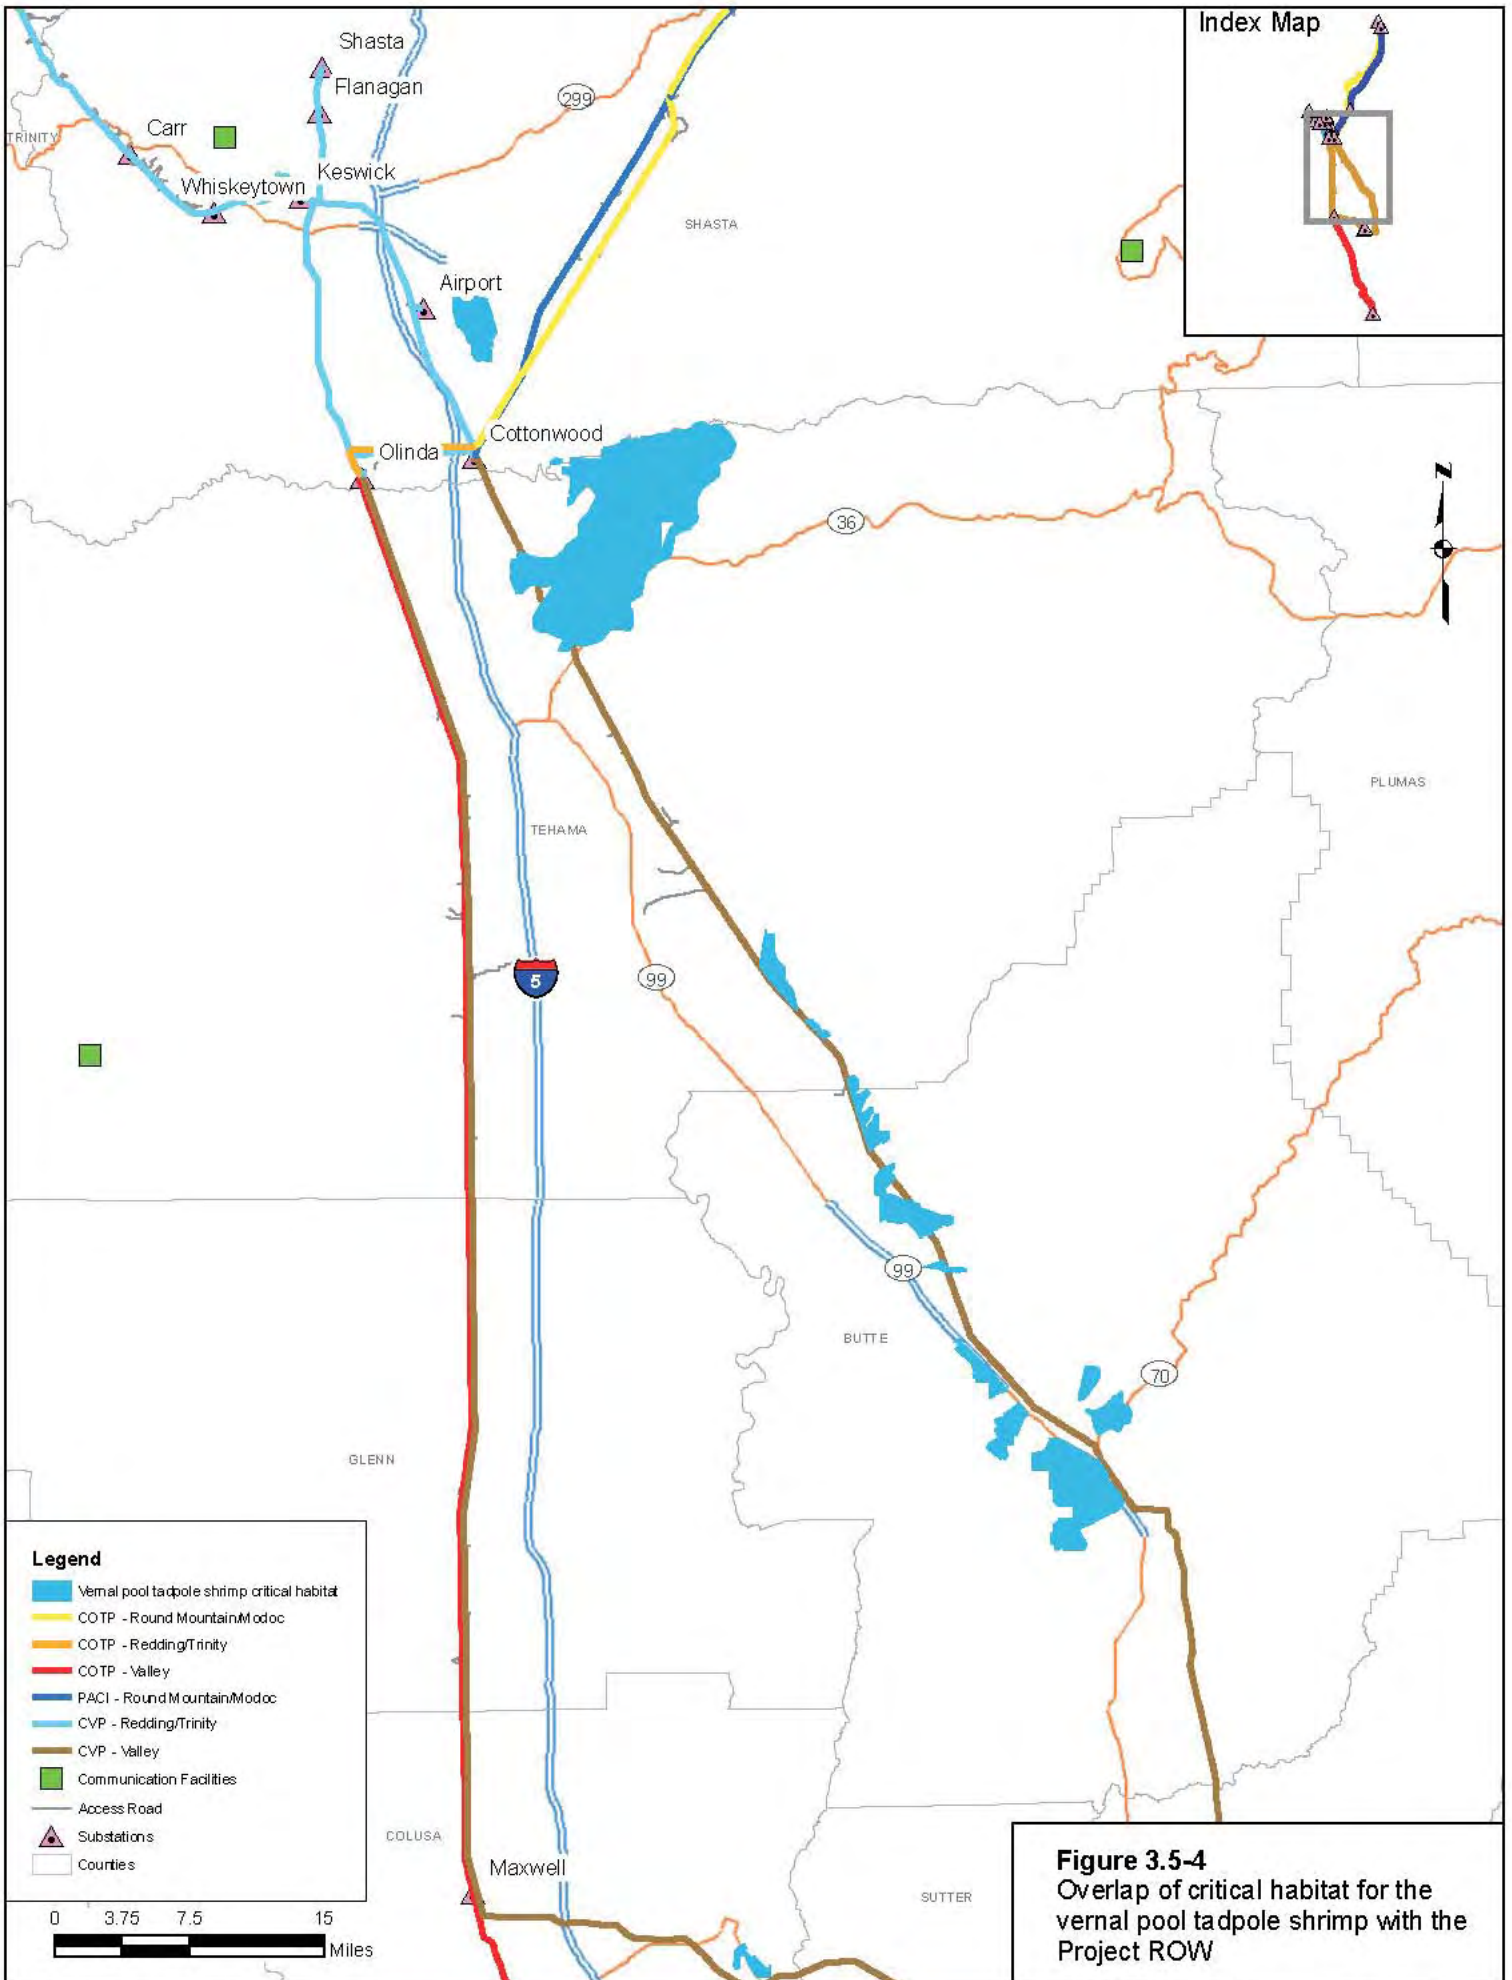 Index Map
Shasta
Flanagan
299
TRINITY
Carr
Keswick
Whiskeytown
SHASTA
Airport
Cottonwood
Olinda
36
Z
PLUMAS
TEHAMA
5
99
99
BUTTE
70
GLENN
Legend
Vernal pool tadpole shrimp critical habitat
COTP - Round Mountain/Modoc
COTP - Redding/Trinity
COTP - Valley
PACI - Round Mountain/Modoc
CVP - Redding/Trinity
CVP - Valley
Communication Facilities
Access Road
Substations
Counties
COLUSA
Maxwell
SUTTER
0 3.75 7.5 15
Miles
Figure 3.5-4
Overlap of critical habitat for the
vernal pool tadpole shrimp with the
Project ROW